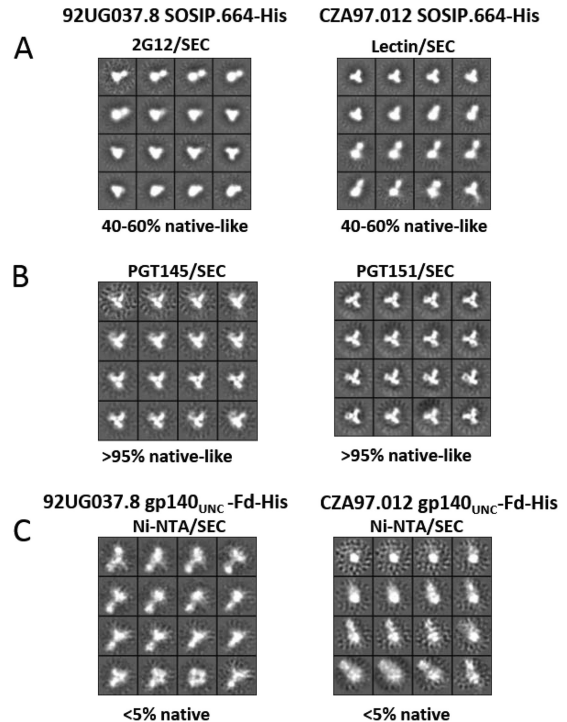 92UG037.8 SOSIP.664-His CZA97.012 SOSIP.664-His
A
2G12/SEC Lectin/SEC
40-60% native-like 40-60% native-like
B
PGT145/SEC PGT151/SEC
>95% native-like >95% native-like
92UG037.8 gp140UNC-Fd-His CZA97.012 gp140UNC-Fd-His
C
Ni-NTA/SEC Ni-NTA/SEC
<5% native <5% native